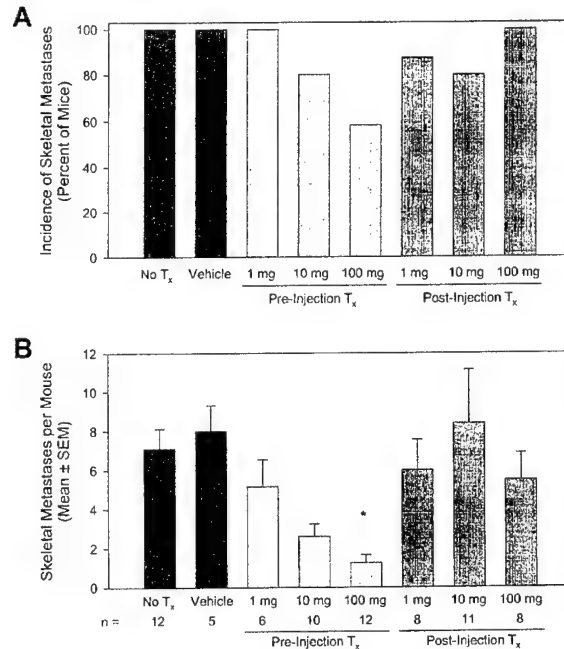 A
Incidence of Skeletal Metastases
(Percent of Mice)
100
80
60
40
20
0
No Tx Vehicle 1 mg 10 mg 100 mg 1 mg 10 mg 100 mg
Pre-Injection Tx Post-Injection Tx
B
Skeletal Metastases per Mouse
(Mean ± SEM)
12
10
8
6
4
2
0
*
No Tx Vehicle 1 mg 10 mg 100 mg 1 mg 10 mg 100 mg
n = 12 5 6 10 12 8 11 8
Pre-Injection Tx Post-Injection Tx